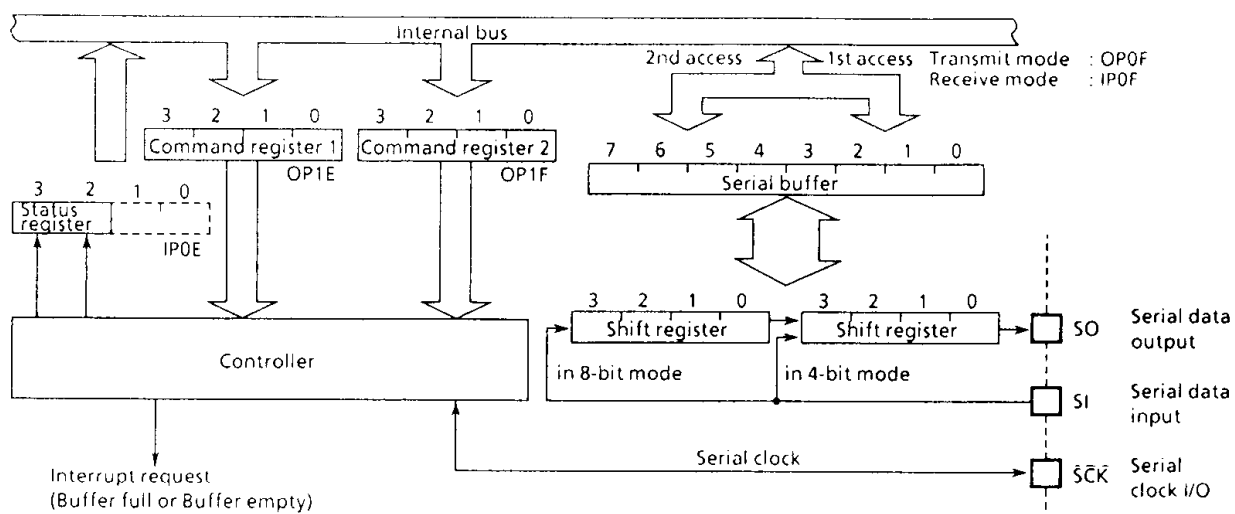 Internal bus
2nd access
1st access
Transmit mode : OP0F
Receive mode : IP0F
3 2 1 0
Command register 1
OP1E
3 2 1 0
Command register 2
OP1F
7 6 5 4 3 2 1 0
Serial buffer
3 2 1 0
Status
register
IP0E
Controller
3 2 1 0
Shift register
3 2 1 0
Shift register
in 8-bit mode
in 4-bit mode
SO
Serial data
output
SI
Serial data
input
Serial clock
S̅C̅K̅
Serial
clock I/O
Interrupt request
(Buffer full or Buffer empty)